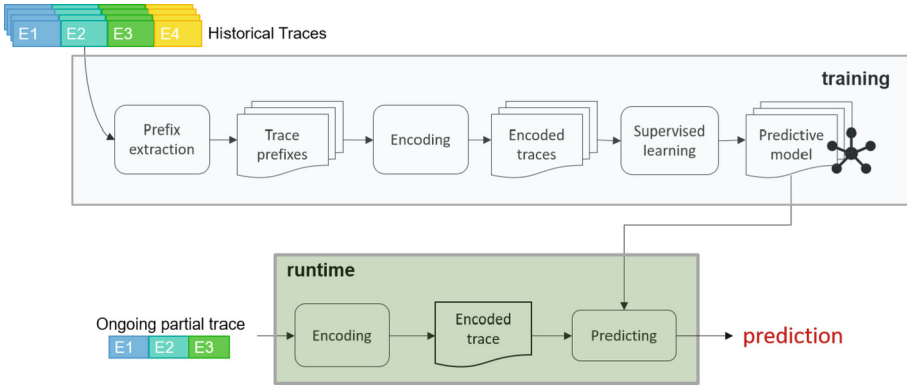 E1 E2 E3 E4 Historical Traces
training
Prefix
extraction
Trace
prefixes
Encoding
Encoded
traces
Supervised
learning
Predictive
model
runtime
Ongoing partial trace
E1 E2 E3
Encoding
Encoded
trace
Predicting
prediction